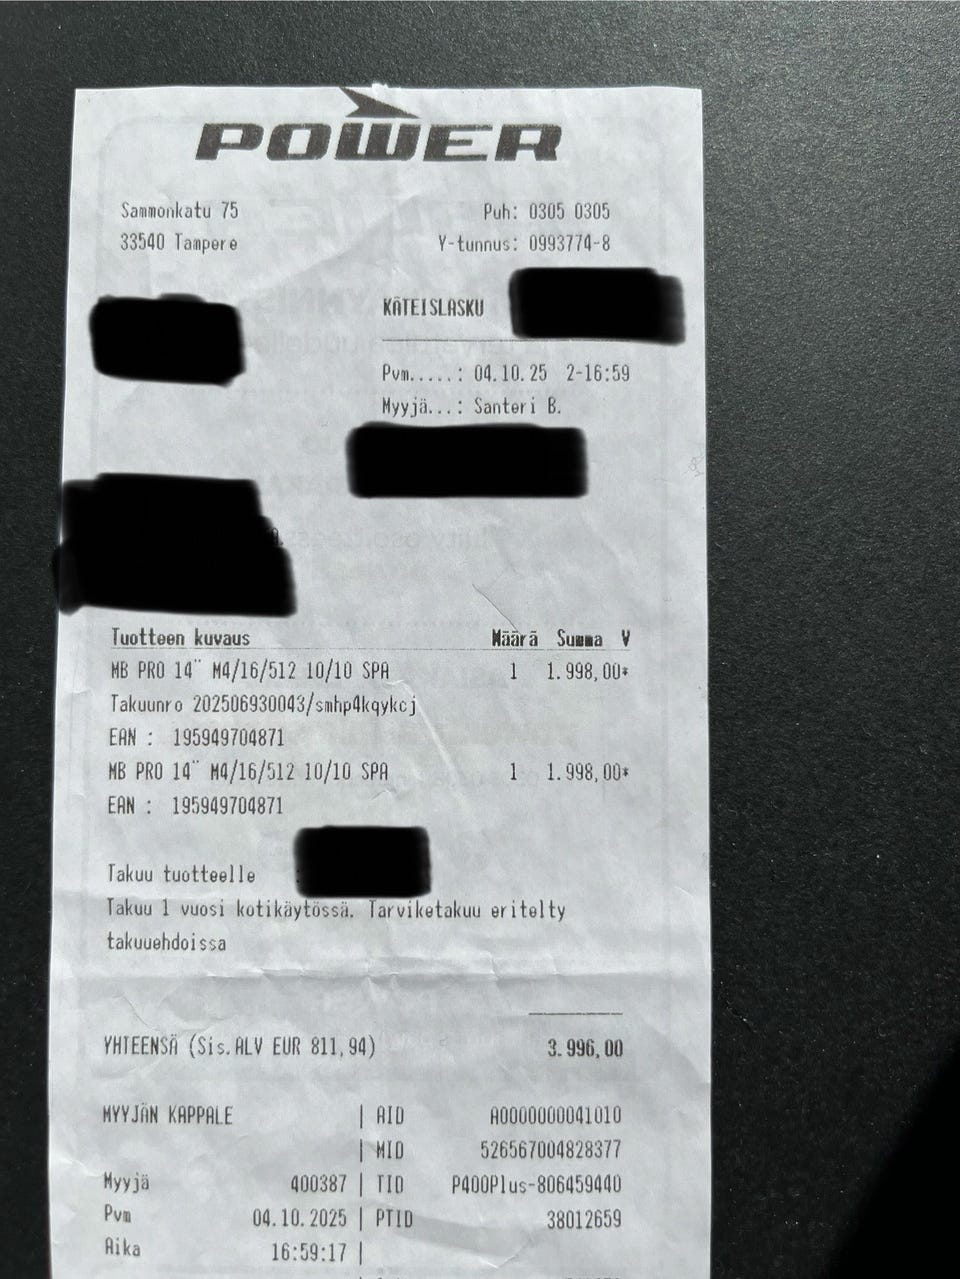 POWER
Sammonkatu 75 Puh: 0305 0305
33540 Tampere Y-tunnus: 0993774-8
KÄTEISLASKU
Pvm.....: 04.10.25 2-16:59
Myyjä...: Santeri B.
Tuotteen kuvaus Määrä Summa V
MB PRO 14¨ M4/16/512 10/10 SPA 1 1.998,00*
Takuunro 202506930043/smhp4kqykcj
EAN : 195949704871
MB PRO 14¨ M4/16/512 10/10 SPA 1 1.998,00*
EAN : 195949704871
Takuu tuotteelle
Takuu 1 vuosi kotikäytössä. Tarviketakuu eritelty
takuuehdoissa
YHTEENSÄ (Sis.ALV EUR 811,94) 3.996,00
MYYJÄN KAPPALE | AID A0000000041010
| MID 526567004828377
Myyjä 400387 | TID P400Plus-806459440
Pvm 04.10.2025 | PTID 38012659
Aika 16:59:17 |